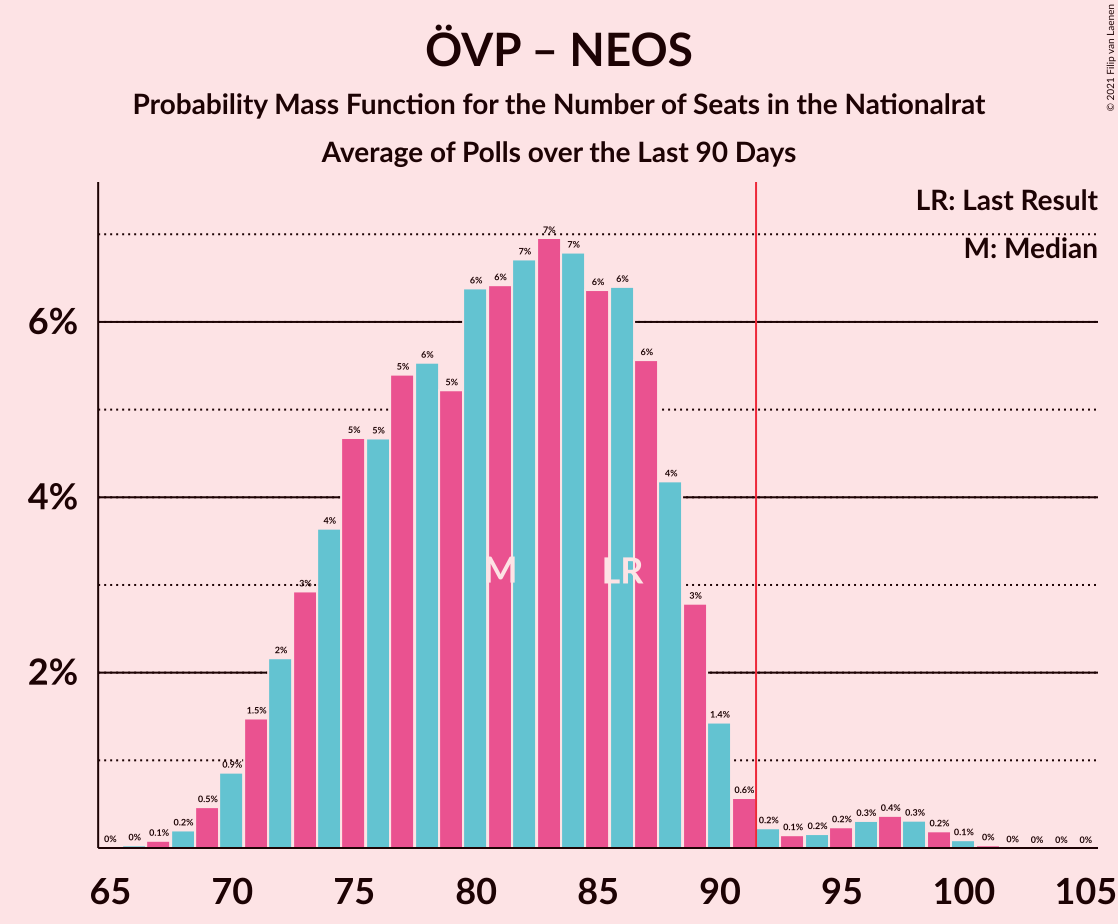 ÖVP – NEOS
Probability Mass Function for the Number of Seats in the Nationalrat
Average of Polls over the Last 90 Days
© 2021 Filip van Laenen
LR: Last Result
M: Median
6%
4%
2%
0% 0% 0.1% 0.2% 0.5% 0.9% 1.5% 2% 3% 4% 5% 5% 5% 6% 5% 6% 6% 7% 7% 7% 6% 6% 6% 4% 3% 1.4% 0.6% 0.2% 0.1% 0.2% 0.2% 0.3% 0.4% 0.3% 0.2% 0.1% 0% 0% 0% 0% 0%
M LR
65 70 75 80 85 90 95 100 105